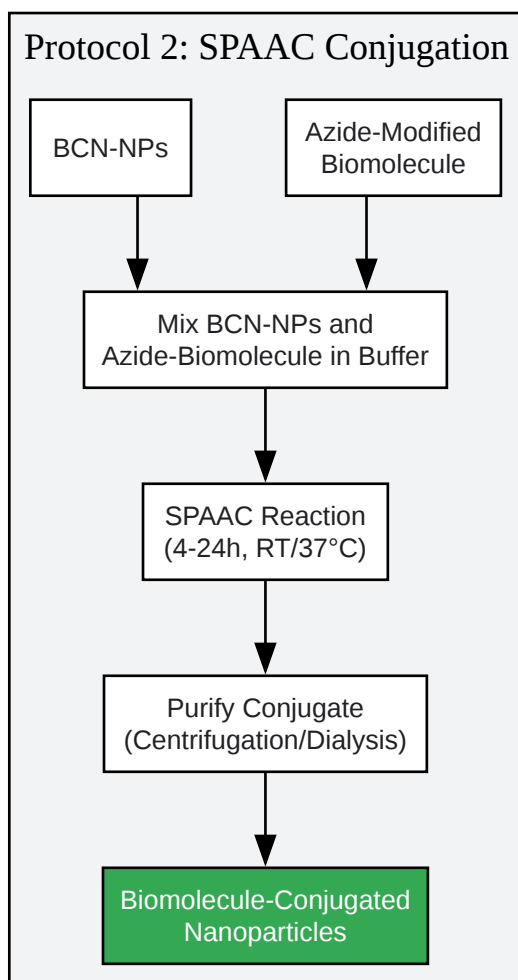 Protocol 2: SPAAC Conjugation
BCN-NPs
Azide-Modified
Biomolecule
Mix BCN-NPs and
Azide-Biomolecule in Buffer
SPAAC Reaction
(4-24h, RT/37°C)
Purify Conjugate
(Centrifugation/Dialysis)
Biomolecule-Conjugated
Nanoparticles